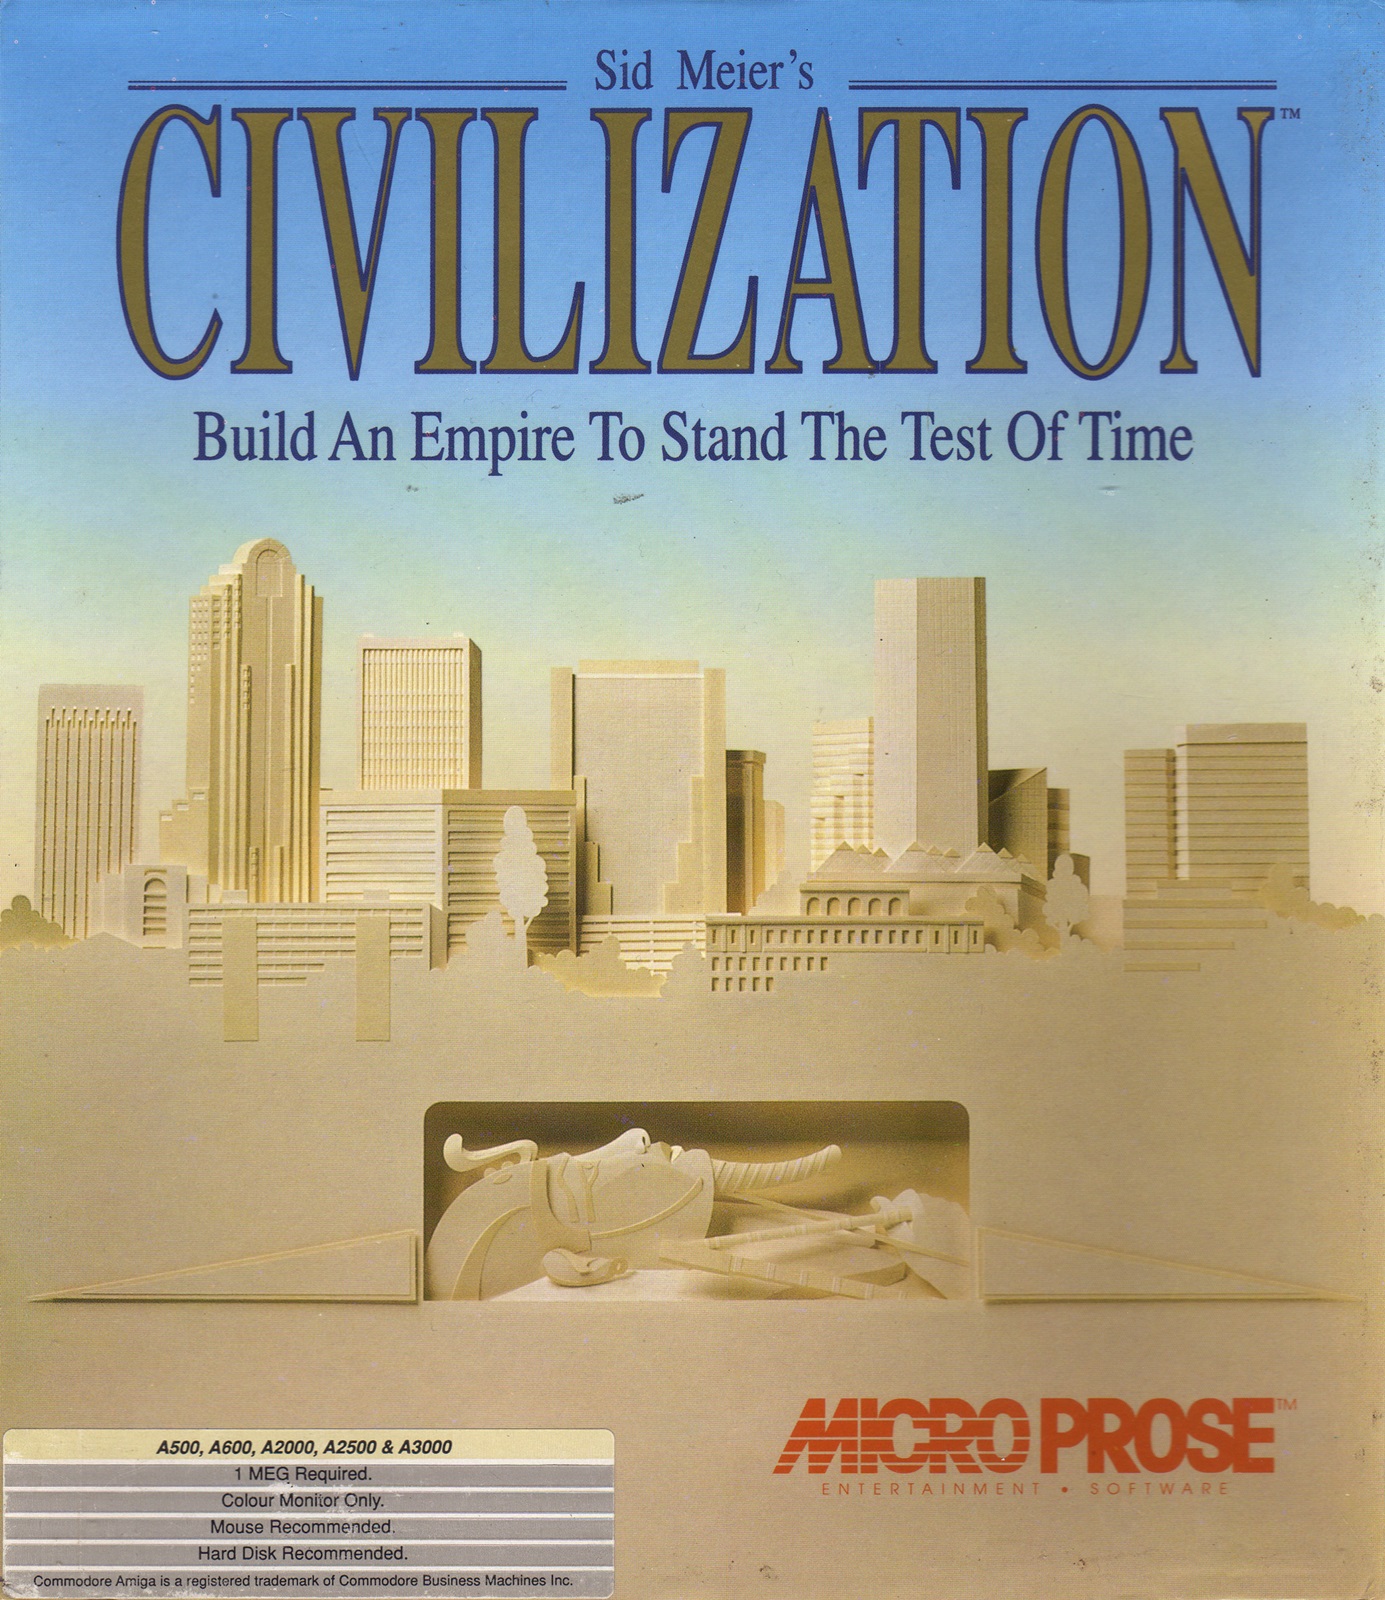 Sid Meier's
CIVILIZATION™
Build An Empire To Stand The Test Of Time
MICROPROSE™
ENTERTAINMENT • SOFTWARE
A500, A600, A2000, A2500 & A3000
1 MEG Required.
Colour Monitor Only.
Mouse Recommended.
Hard Disk Recommended.
Commodore Amiga is a registered trademark of Commodore Business Machines Inc.